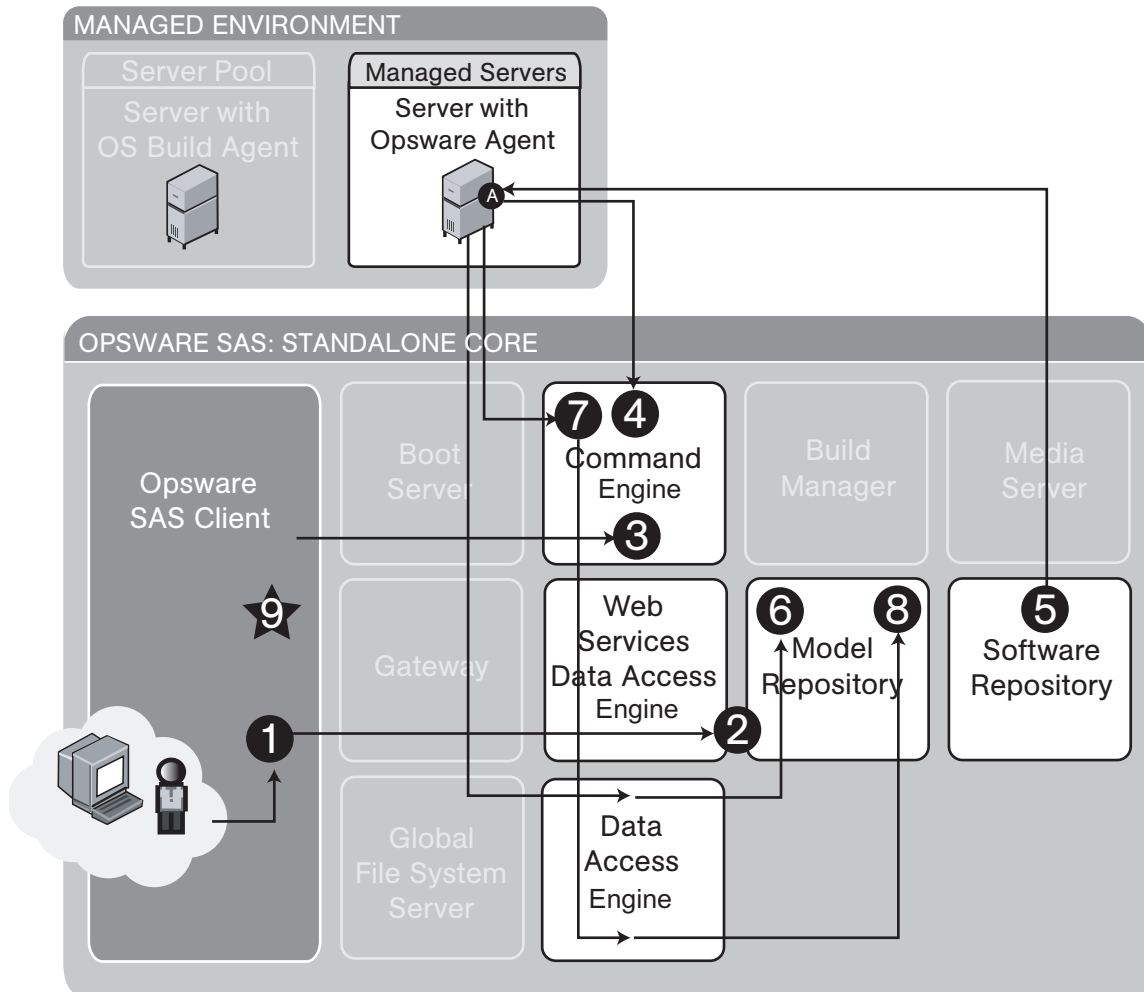 MANAGED ENVIRONMENT
Server Pool
Server with
OS Build Agent
Managed Servers
Server with
Opsware Agent
A
OPSWARE SAS: STANDALONE CORE
Opsware
SAS Client
9
1
Boot
Server
7
4
Command
Engine
3
Build
Manager
Media
Server
Gateway
Web
Services
Data Access
Engine
2
6
8
Model
Repository
5
Software
Repository
Global
File System
Server
Data
Access
Engine